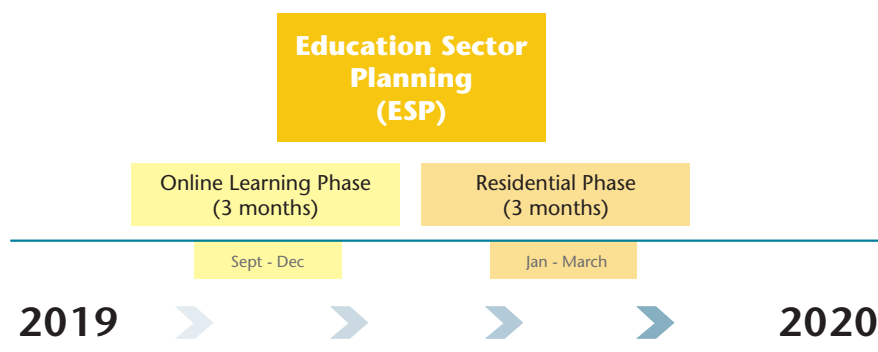 Education Sector
Planning
(ESP)
Online Learning Phase
(3 months)
Residential Phase
(3 months)
Sept - Dec
Jan - March
2019
2020